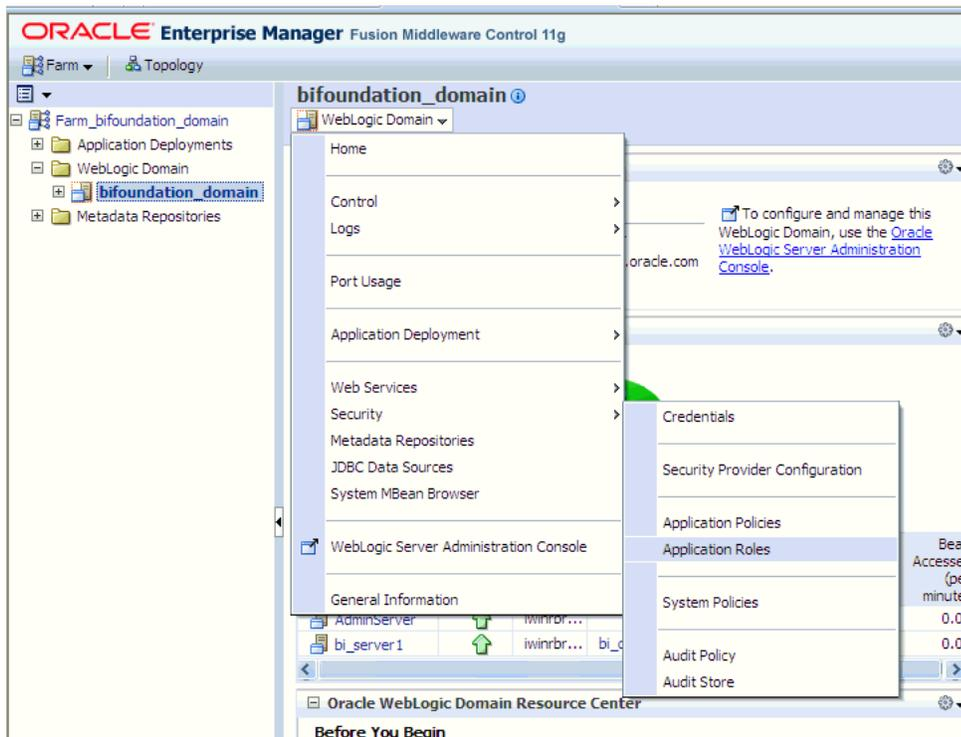 ORACLE Enterprise Manager Fusion Middleware Control 11g
Farm
Topology
Farm_bifoundation_domain
Application Deployments
WebLogic Domain
bifoundation_domain
Metadata Repositories
bifoundation_domain
WebLogic Domain
Home
Control
Logs
Port Usage
Application Deployment
Web Services
Security
Metadata Repositories
JDBC Data Sources
System MBean Browser
WebLogic Server Administration Console
General Information
.oracle.com
To configure and manage this
WebLogic Domain, use the Oracle
WebLogic Server Administration
Console.
Credentials
Security Provider Configuration
Application Policies
Application Roles
System Policies
Audit Policy
Audit Store
Bea
Accesse
(pe
minute
AdminServer iwinrbr... 0.0
bi_server1 iwinrbr... bi_c 0.0
Oracle WebLogic Domain Resource Center
Before You Begin